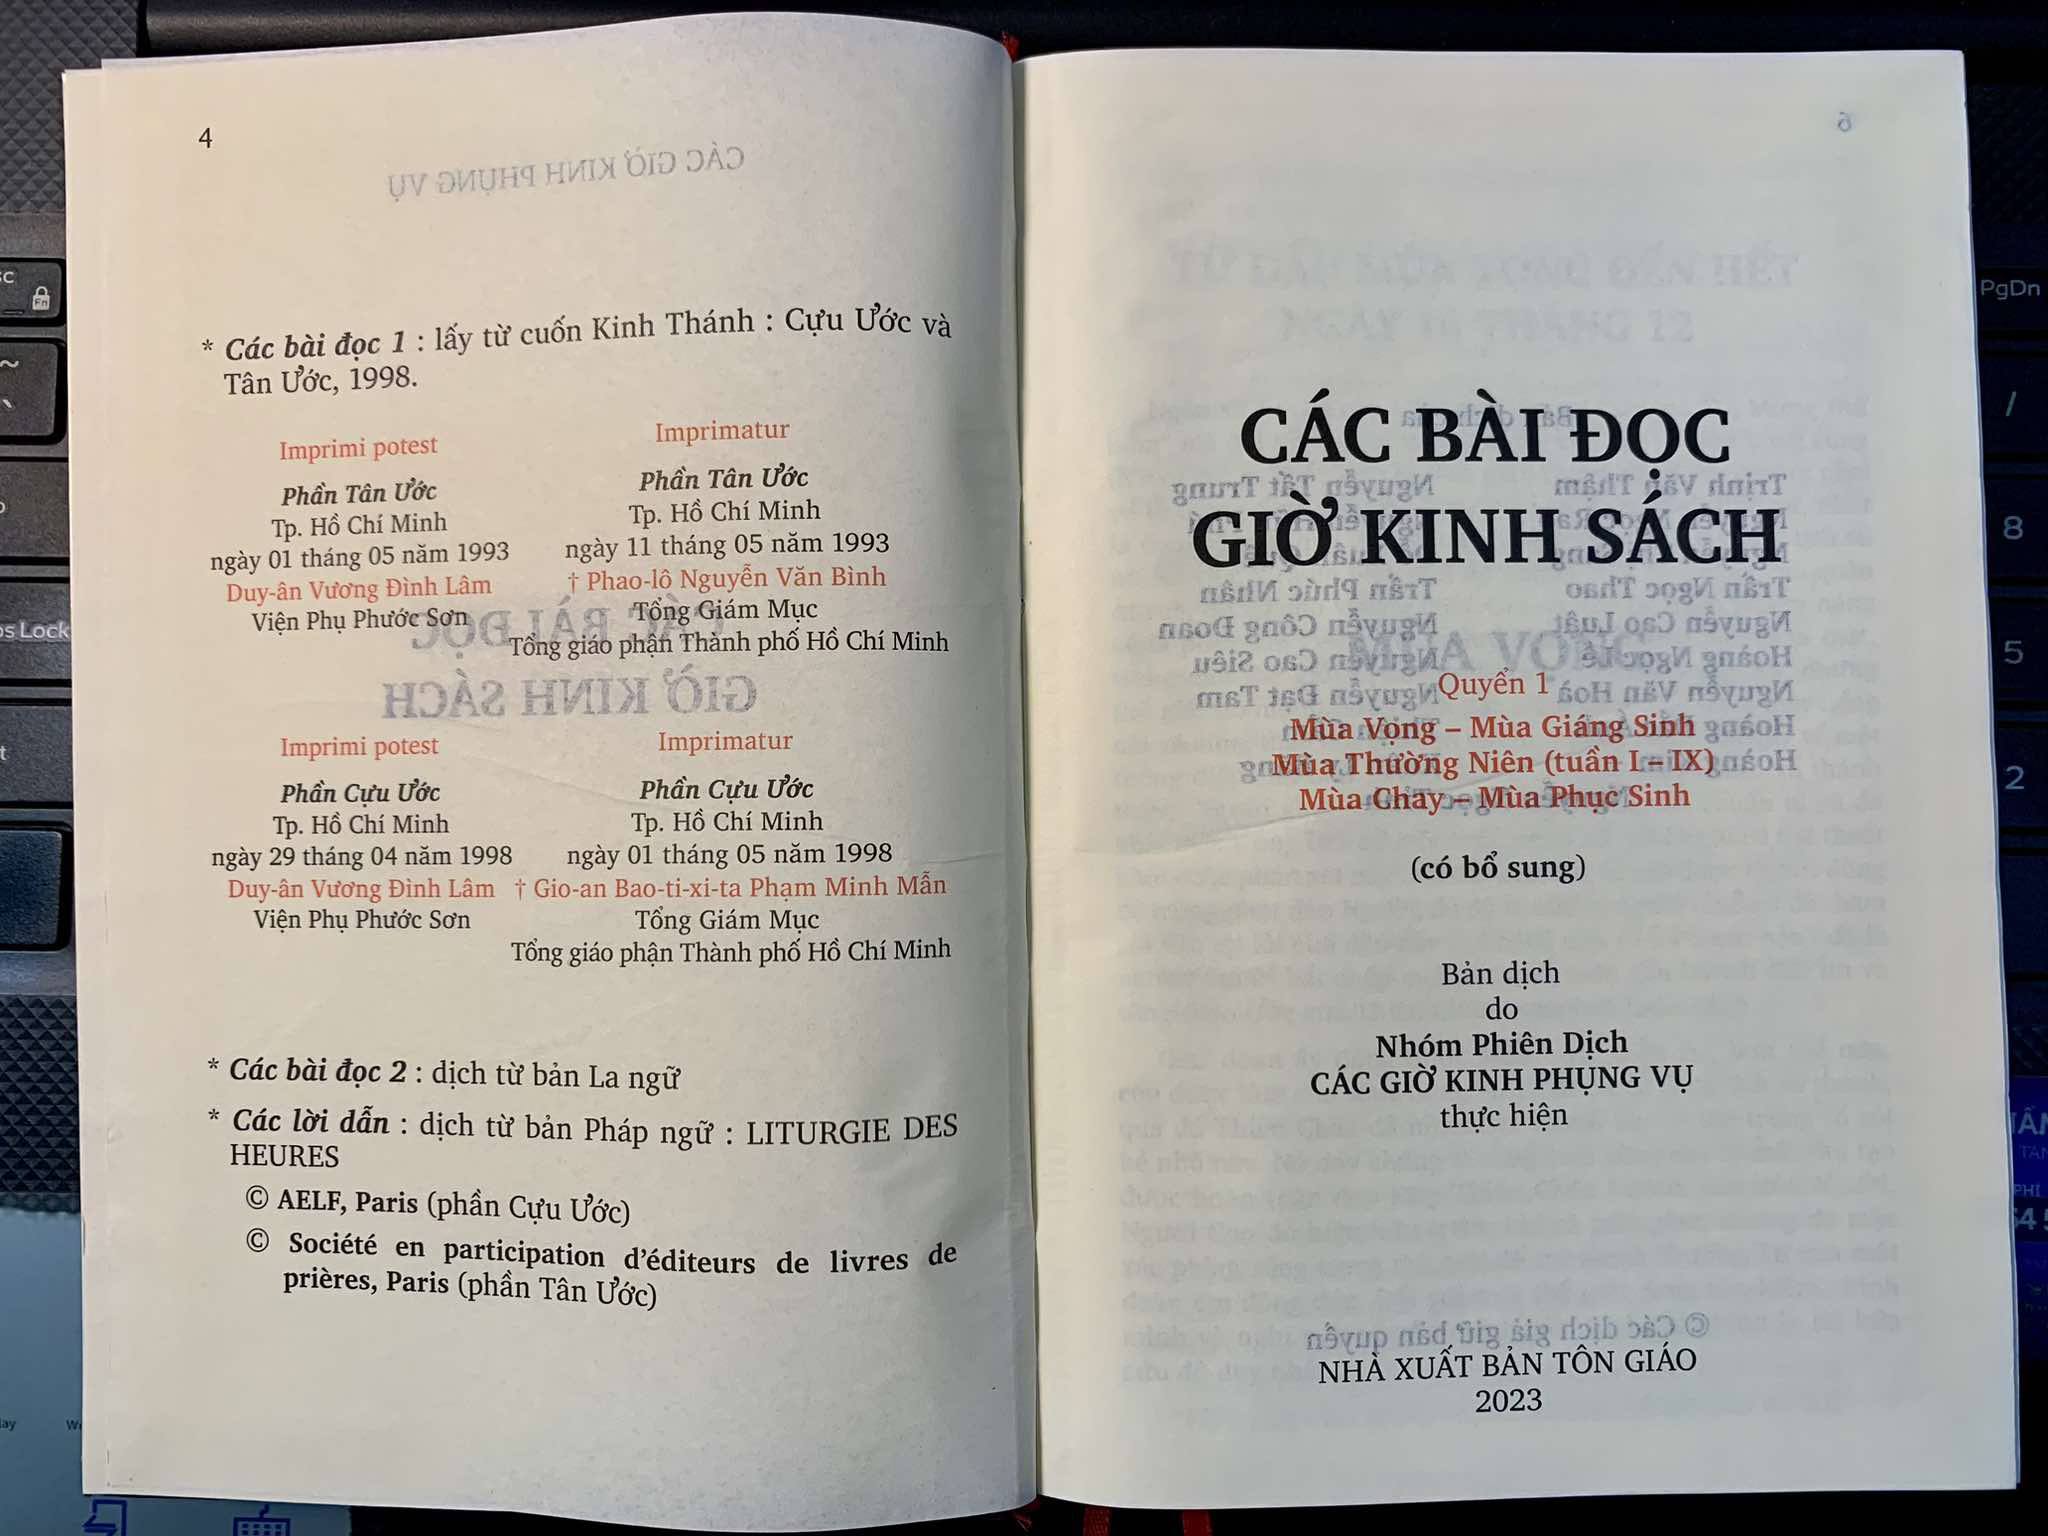 4
* Các bài đọc 1 : lấy từ cuốn Kinh Thánh : Cựu Ước và
Tân Ước, 1998.
Imprimi potest
Phần Tân Ước
Tp. Hồ Chí Minh
ngày 01 tháng 05 năm 1993
Duy-ân Vương Đình Lâm
Viện Phụ Phước Sơn
Imprimatur
Phần Tân Ước
Tp. Hồ Chí Minh
ngày 11 tháng 05 năm 1993
† Phao-lô Nguyễn Văn Bình
Tổng Giám Mục
Tổng giáo phận Thành phố Hồ Chí Minh
Imprimi potest
Phần Cựu Ước
Tp. Hồ Chí Minh
ngày 29 tháng 04 năm 1998
Duy-ân Vương Đình Lâm
Viện Phụ Phước Sơn
Imprimatur
Phần Cựu Ước
Tp. Hồ Chí Minh
ngày 01 tháng 05 năm 1998
† Gio-an Bao-ti-xi-ta Phạm Minh Mẫn
Tổng Giám Mục
Tổng giáo phận Thành phố Hồ Chí Minh
* Các bài đọc 2 : dịch từ bản La ngữ
* Các lời dẫn : dịch từ bản Pháp ngữ : LITURGIE DES
HEURES
© AELF, Paris (phần Cựu Ước)
© Société en participation d'éditeurs de livres de
prières, Paris (phần Tân Ước)
CÁC BÀI ĐỌC
GIỜ KINH SÁCH
Quyển 1
Mùa Vọng – Mùa Giáng Sinh
Mùa Thường Niên (tuần I – IX)
Mùa Chay – Mùa Phục Sinh
(có bổ sung)
Bản dịch
do
Nhóm Phiên Dịch
CÁC GIỜ KINH PHỤNG VỤ
thực hiện
NHÀ XUẤT BẢN TÔN GIÁO
2023
PgDn
/
8
5
2